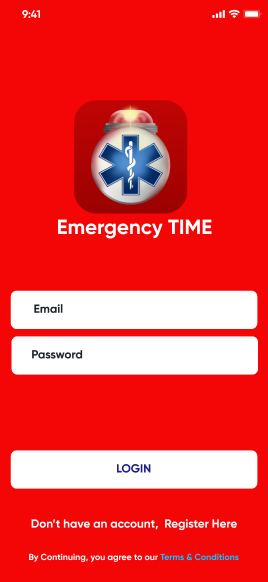 9:41
Emergency TIME
Email
Password
LOGIN
Don't have an account, Register Here
By Continuing, you agree to our Terms & Conditions